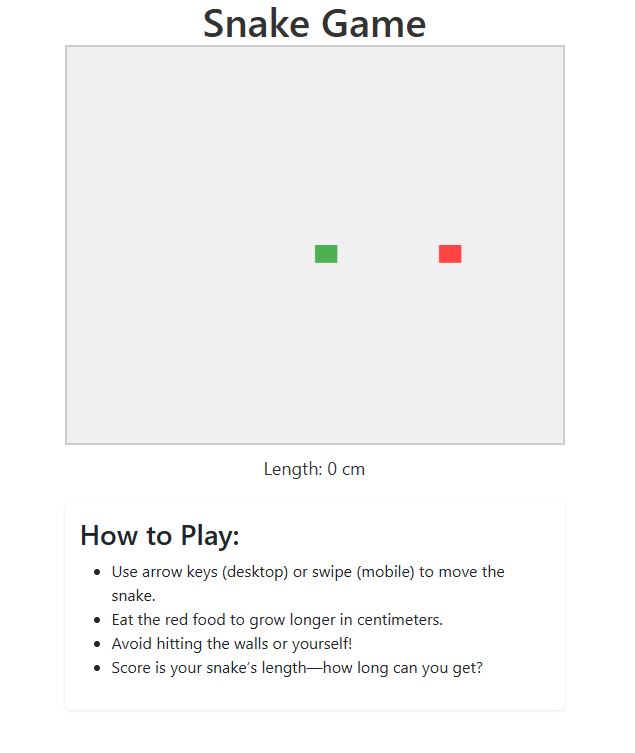 Snake Game
Length: 0 cm
How to Play:
• Use arrow keys (desktop) or swipe (mobile) to move the
snake.
• Eat the red food to grow longer in centimeters.
• Avoid hitting the walls or yourself!
• Score is your snake's length—how long can you get?